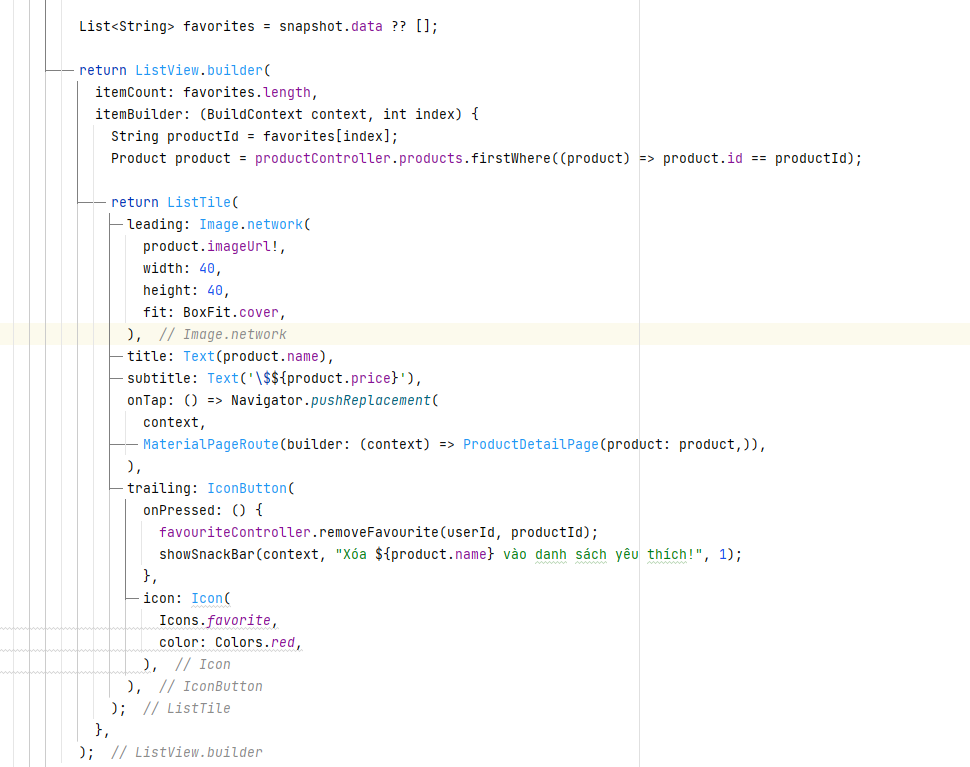 List<String> favorites = snapshot.data ?? [];
return ListView.builder(
itemCount: favorites.length,
itemBuilder: (BuildContext context, int index) {
String productId = favorites[index];
Product product = productController.products.firstWhere((product) => product.id == productId);
return ListTile(
leading: Image.network(
product.imageUrl!,
width: 40,
height: 40,
fit: BoxFit.cover,
),  // Image.network
title: Text(product.name),
subtitle: Text('\$${product.price}'),
onTap: () => Navigator.pushReplacement(
context,
MaterialPageRoute(builder: (context) => ProductDetailPage(product: product,)),
),
trailing: IconButton(
onPressed: () {
favouriteController.removeFavourite(userId, productId);
showSnackBar(context, "Xóa ${product.name} vào danh sách yêu thích!", 1);
},
icon: Icon(
Icons.favorite,
color: Colors.red,
),  // Icon
),  // IconButton
);  // ListTile
},
);  // ListView.builder